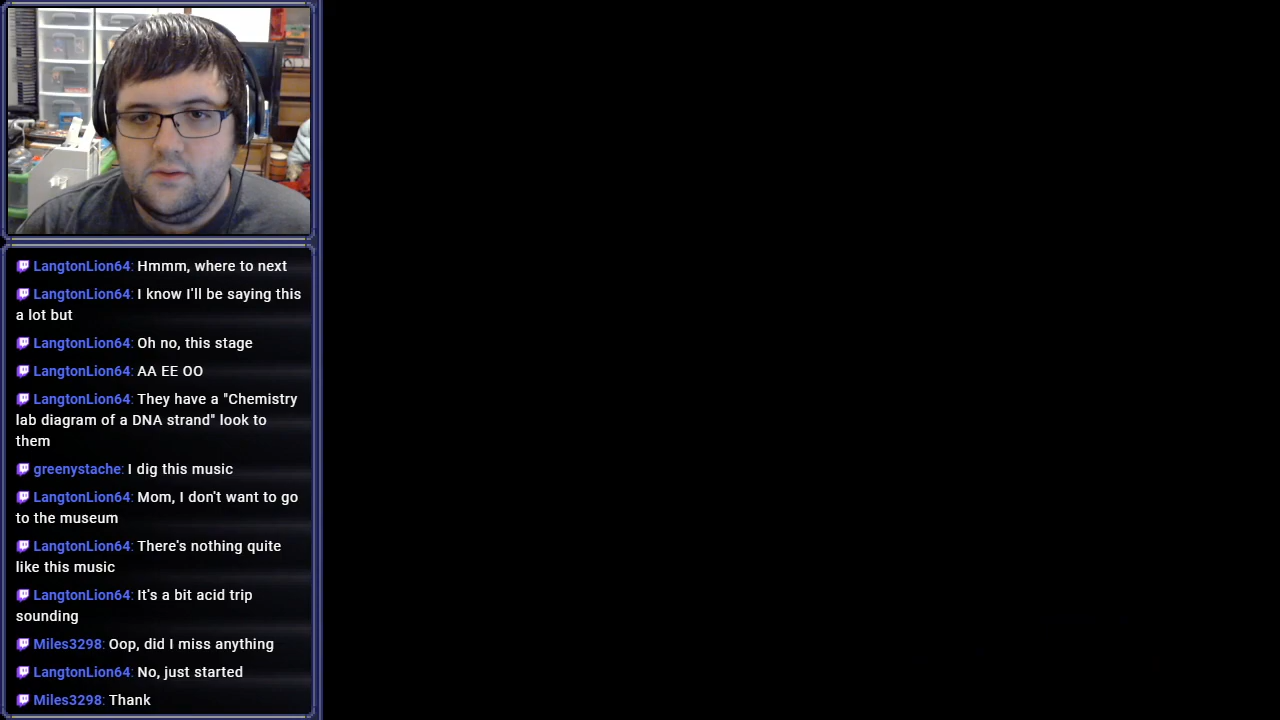 LangtonLion64: Hmmm, where to next
LangtonLion64: I know I'll be saying this
a lot but
LangtonLion64: Oh no, this stage
LangtonLion64: AA EE OO
LangtonLion64: They have a "Chemistry
lab diagram of a DNA strand" look to
them
greenystache: I dig this music
LangtonLion64: Mom, I don't want to go
to the museum
LangtonLion64: There's nothing quite
like this music
LangtonLion64: It's a bit acid trip
sounding
Miles3298: Oop, did I miss anything
LangtonLion64: No, just started
Miles3298: Thank